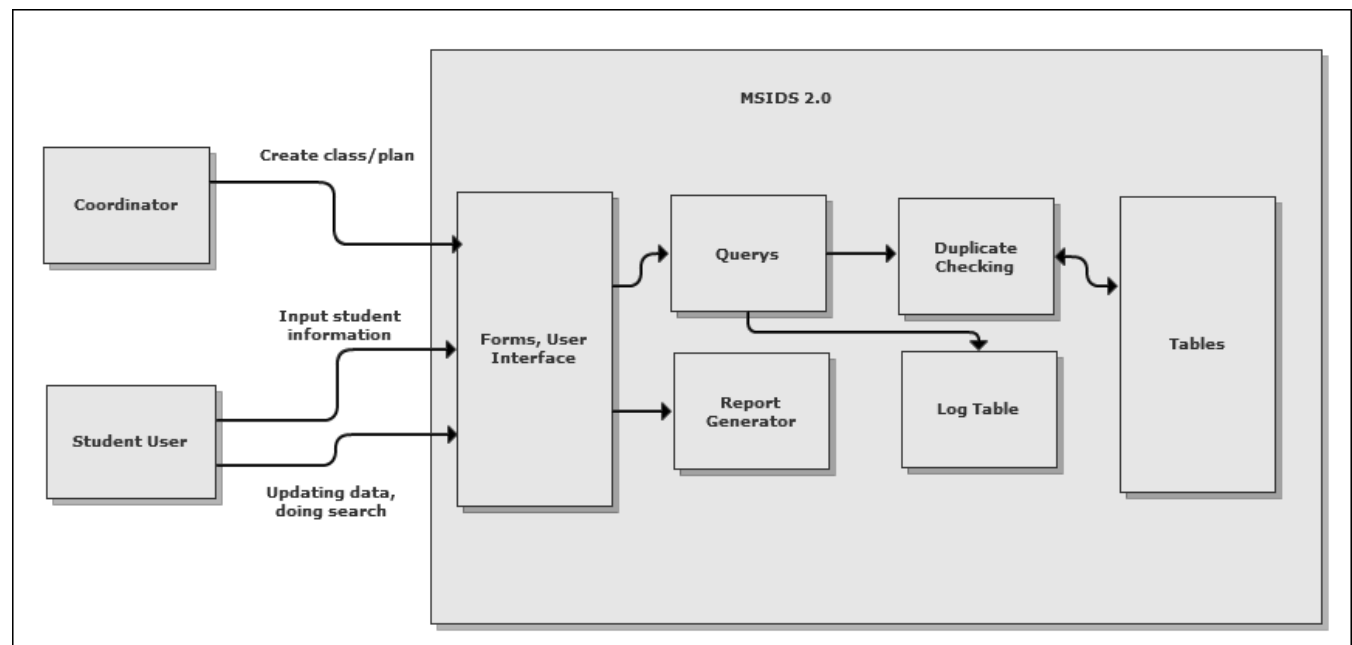 MSIDS 2.0
Create class/plan
Coordinator
Input student
information
Student User
Updating data,
doing search
Forms, User
Interface
Querys
Duplicate
Checking
Report
Generator
Log Table
Tables